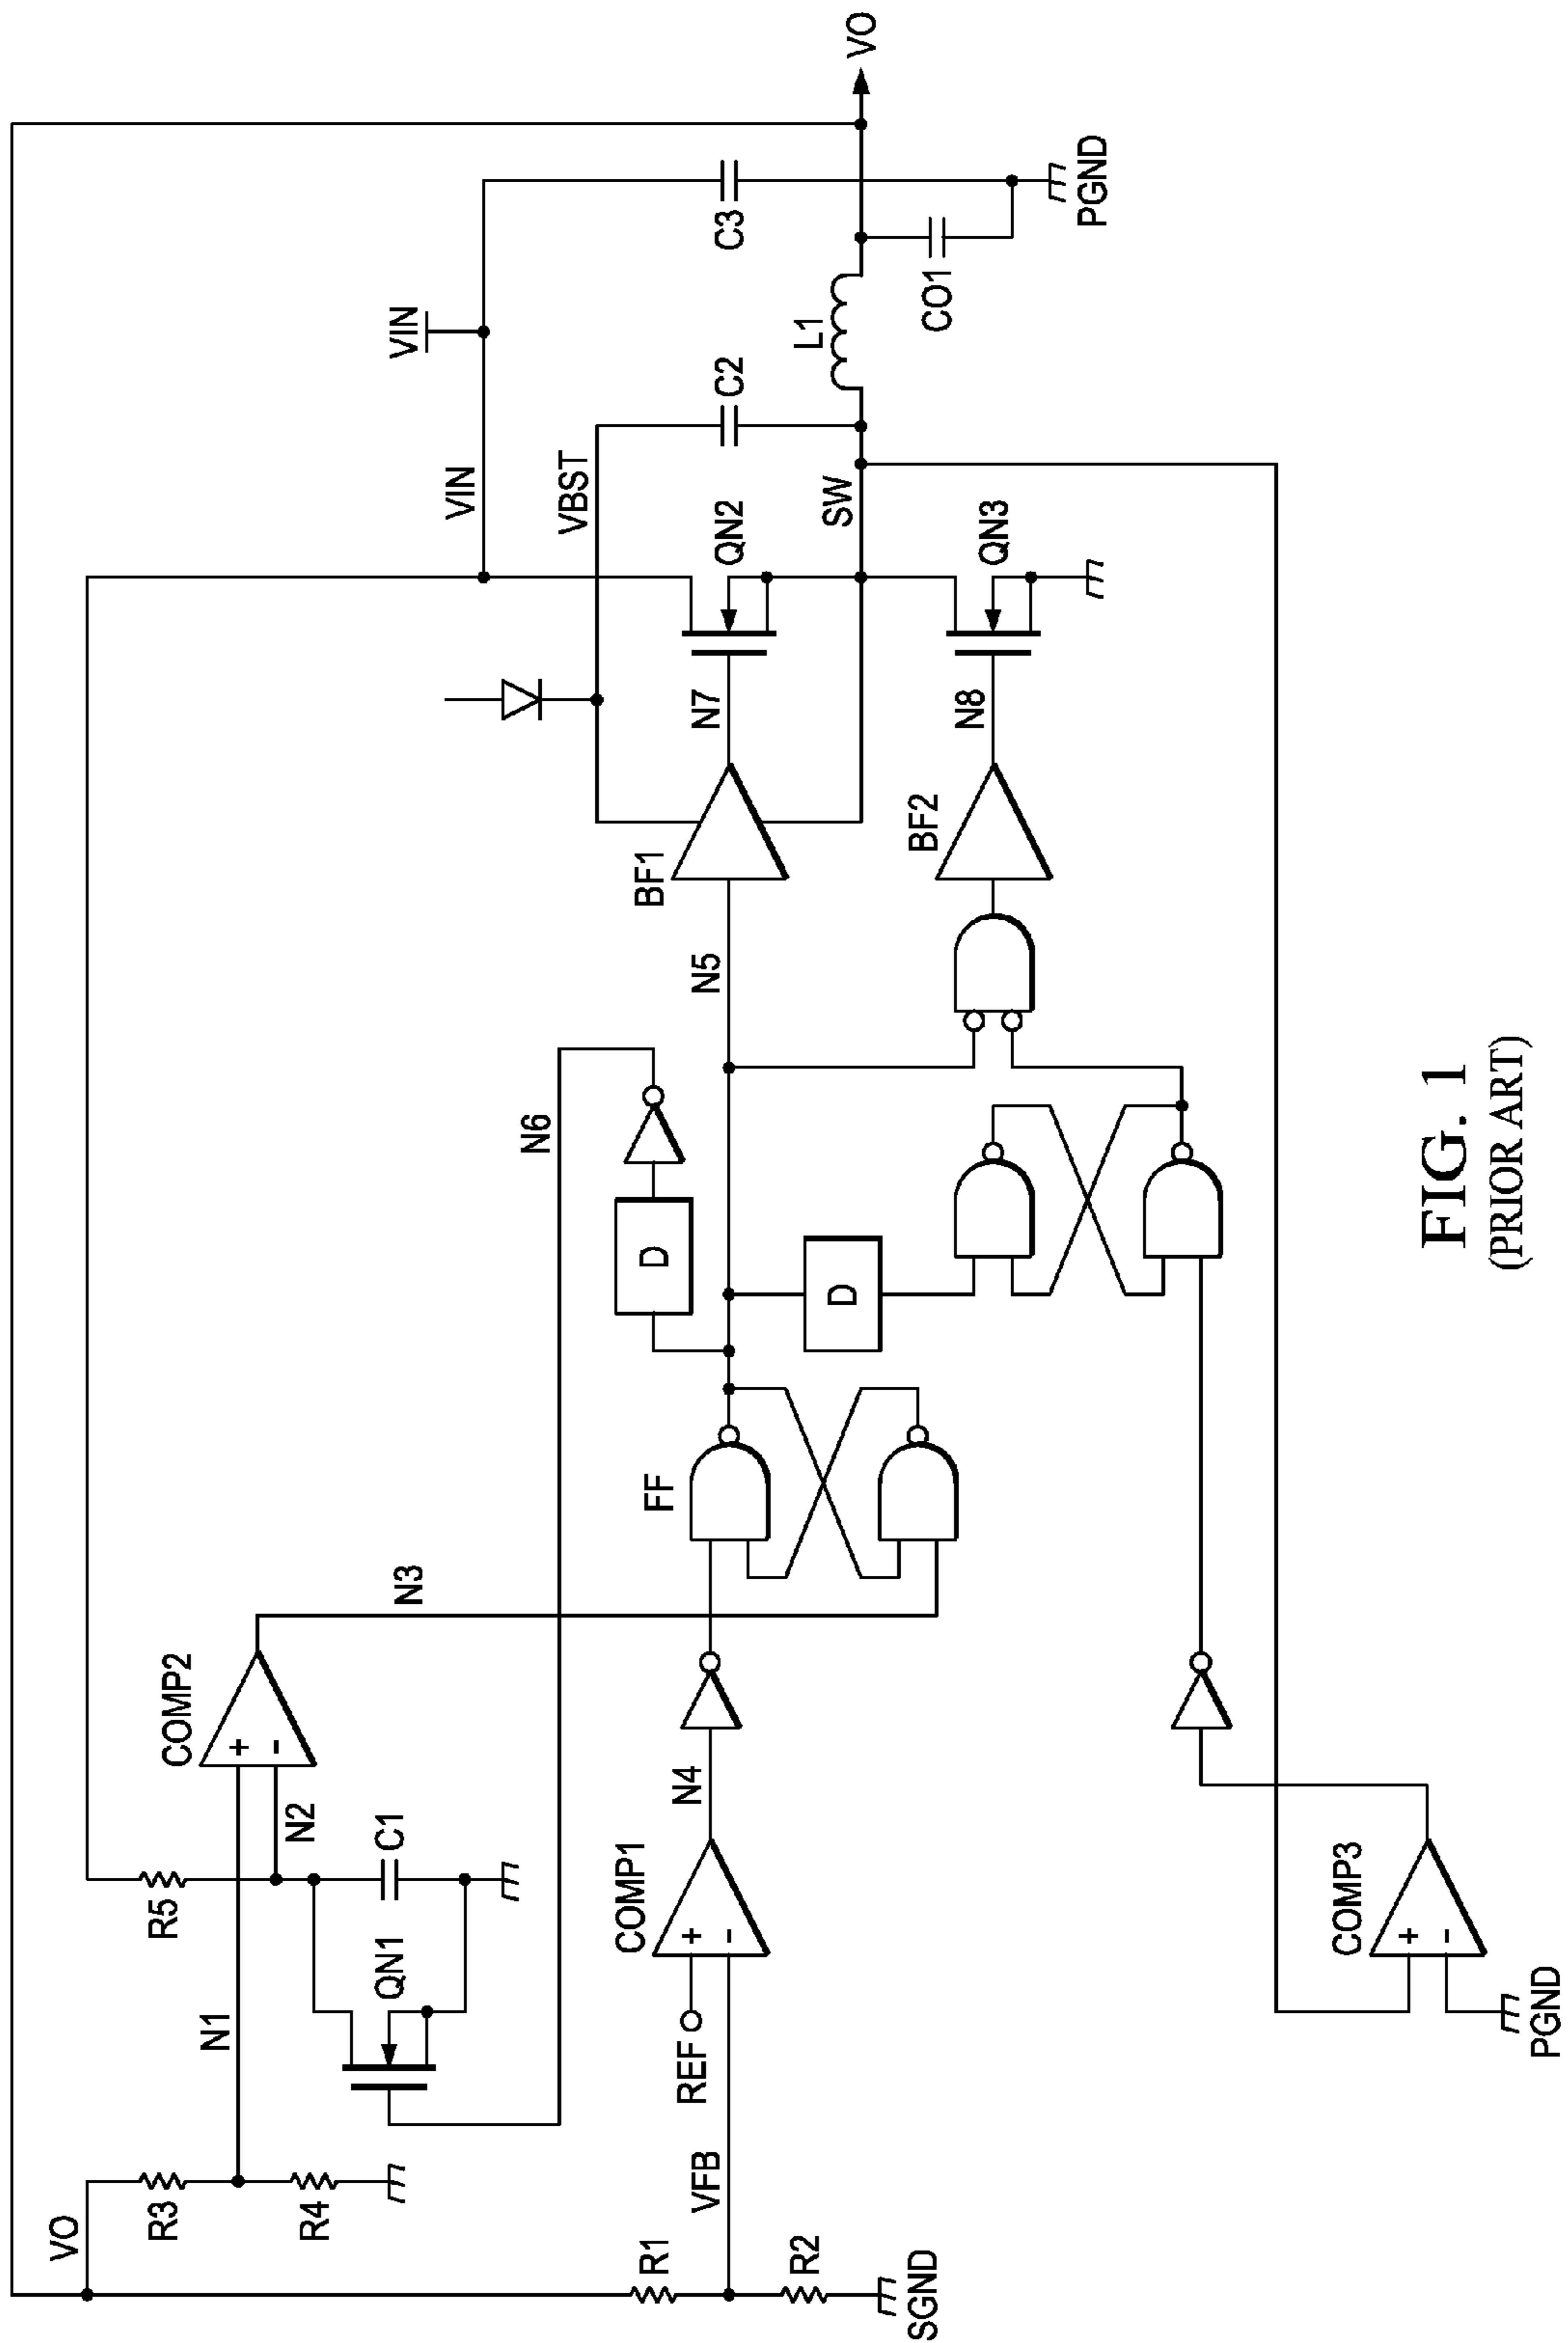 VO
VIN
VIN
VBST
C2
C3
VO
R3
R4
N1
R5
QN1
N2
C1
COMP2
+
-
N3
N6
D
FF
N5
BF1
N7
QN2
SW
L1
CO1
PGND
R1
R2
SGND
VFB
REF
COMP1
+
-
N4
D
BF2
N8
QN3
COMP3
+
-
PGND
FIG. 1
(PRIOR ART)